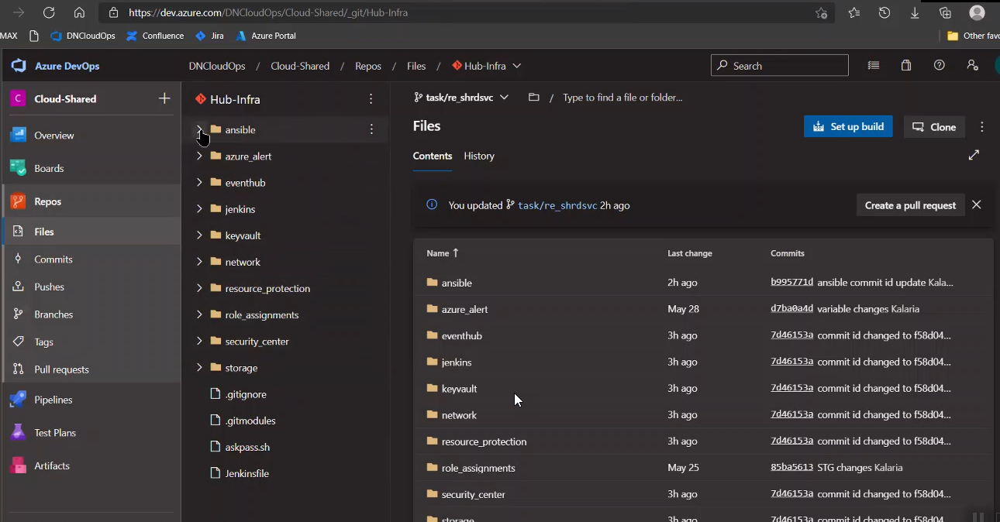 https://dev.azure.com/DNCloudOps/Cloud-Shared/_git/Hub-Infra
MAX DNCloudOps Confluence Jira Azure Portal Other favo
Azure DevOps DNCloudOps / Cloud-Shared / Repos / Files / Hub-Infra Search
C Cloud-Shared
Overview
Boards
Repos
Files
Commits
Pushes
Branches
Tags
Pull requests
Pipelines
Test Plans
Artifacts
Hub-Infra
ansible
azure_alert
eventhub
jenkins
keyvault
network
resource_protection
role_assignments
security_center
storage
.gitignore
.gitmodules
askpass.sh
Jenkinsfile
task/re_shrdsvc / Type to find a file or folder...
Files Set up build Clone
Contents History
You updated task/re_shrdsvc 2h ago Create a pull request
Name Last change Commits
ansible 2h ago b995771d ansible commit id update Kala...
azure_alert May 28 d7ba0a4d variable changes Kalaria
eventhub 3h ago 7d46153a commit id changed to f58d04...
jenkins 3h ago 7d46153a commit id changed to f58d04...
keyvault 3h ago 7d46153a commit id changed to f58d04...
network 3h ago 7d46153a commit id changed to f58d04...
resource_protection 3h ago 7d46153a commit id changed to f58d04...
role_assignments May 25 85ba5613 STG changes Kalaria
security_center 3h ago 7d46153a commit id changed to f58d04...
storage 3h ago 7d46153a commit id changed to f58d04...